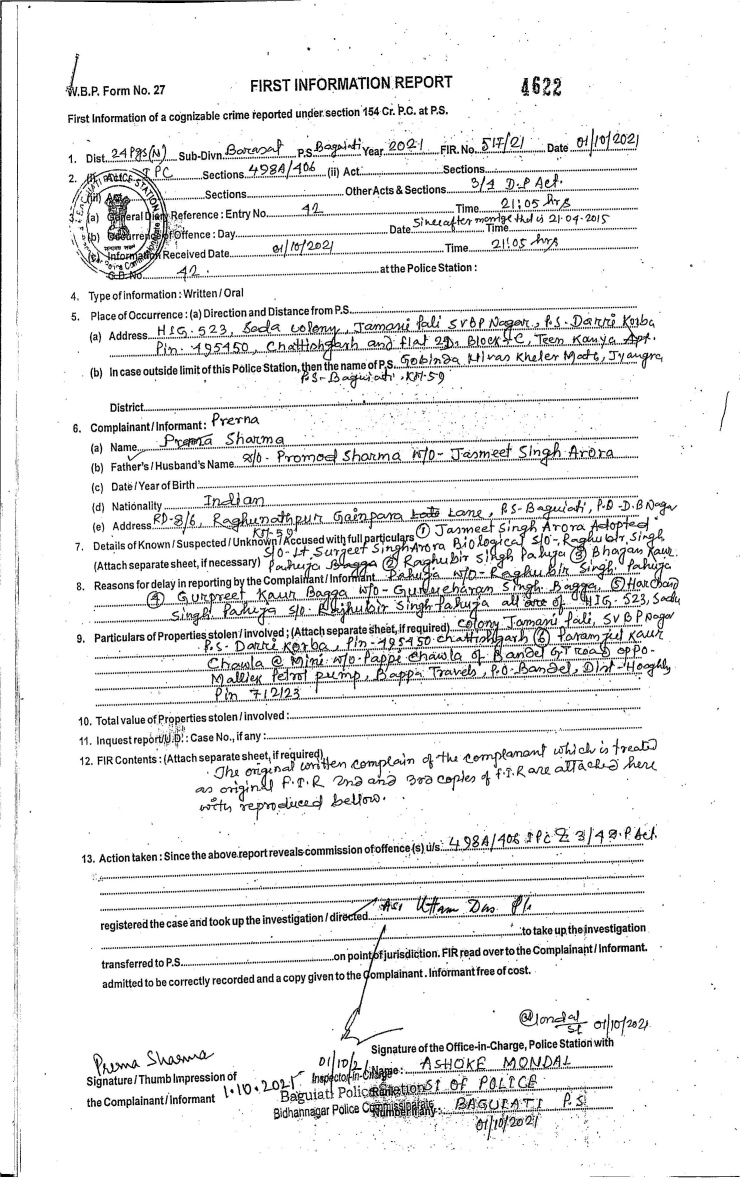 W.B.P. Form No. 27
FIRST INFORMATION REPORT
4622
First Information of a cognizable crime reported under section 154 Cr. P.C. at P.S.
1. Dist. 24 Pgs (N) Sub-Divn. Barasat P.S. Baguiati Year 2021 FIR. No. 517/21 Date 01/10/2021
2. (i) Act IPC Sections 498A/406 (ii) Act Sections
(iii) Act Sections Other Acts & Sections 3/4 D.P Act.
(a) General Diary Reference : Entry No. 42 Time 21:05 hrs
(b) Occurrence of Offence : Day Date Since after that is 21-04-2015 Time
(c) Information Received Date 01/10/2021 Time 21:05 hrs
G.D. No. 42. at the Police Station :
4. Type of information : Written / Oral
5. Place of Occurrence : (a) Direction and Distance from P.S.
(a) Address HIG-523, Sada colony, Jamani Pali SVBP Nagar, P.S- Darri Korba
Pin- 495450, Chattishgarh and flat 2D, Block-C, Teen Kanya Apt.
(b) In case outside limit of this Police Station, then the name of P.S. Gobinda Nivas Kheler Math, Jyangra
P.S- Baguiati, Kol-59
District
6. Complainant / Informant : Prerna
(a) Name Prerna Sharma
(b) Father's / Husband's Name D/O- Promod Sharma W/O- Jasmeet Singh Arora
(c) Date / Year of Birth
(d) Nationality Indian
(e) Address RD-8/6, Raghunathpur Gainpara Lane, P.S- Baguiati, P.O- D.B Nagar
Kol-59
7. Details of Known / Suspected / Unknown / Accused with full particulars ① Jasmeet Singh Arora Adopted
(Attach separate sheet, if necessary) S/O- Lt Surjeet Singh Arora Biological S/O- Raghubir Singh
Pahuja ② Raghubir Singh Pahuja ③ Bhagan Kaur
8. Reasons for delay in reporting by the Complainant / Informant Pahuja W/O- Raghubir Singh Pahuja
④ Gurpreet Kaur Bagga W/O- Gurucharan Singh Bagga, ⑤ Harchand
Singh Pahuja S/O- Raghubir Singh Pahuja all are of HIG-523, Sada
9. Particulars of Properties stolen / involved ; (Attach separate sheet, if required) colony Jamani Pali, SVBP Nagar
P.S- Darri Korba, Pin-495450 chattishgarh ⑥ Paramjit Kaur
Chawla @ Mini W/O- Pappi Chawla of Bandel G.T Road oppo-
Mallick Petrol pump, Bappa Travels, P.O-Bandel, Dist-Hooghly
Pin 712123
10. Total value of Properties stolen / involved :
11. Inquest report / U.D. : Case No., if any :
12. FIR Contents : (Attach separate sheet, if required)
The original written complain of the complanant which is treated
as original F.I.R 2nd and 3rd copies of F.I.R are attached here
with reproduced bellow.
13. Action taken : Since the above report reveals commission of offence (s) u/s : 498A/406 IPC & 3/4 D.P Act.
registered the case and took up the investigation / directed ASI Uttam Das
to take up the investigation
transferred to P.S. on point of jurisdiction. FIR read over to the Complainant / Informant.
admitted to be correctly recorded and a copy given to the Complainant . Informant free of cost.
01/10/2021
Signature of the Office-in-Charge, Police Station with
Prerna Sharma
Signature / Thumb Impression of
the Complainant / Informant 1.10.2021
01/10/21
Inspector-in-Charge
Baguiati Police Station
Bidhannagar Police Commissionerate
Name : ASHOKE MONDAL
Rank : SI OF POLICE
Number if any : BAGUIATI P.S
01/10/2021